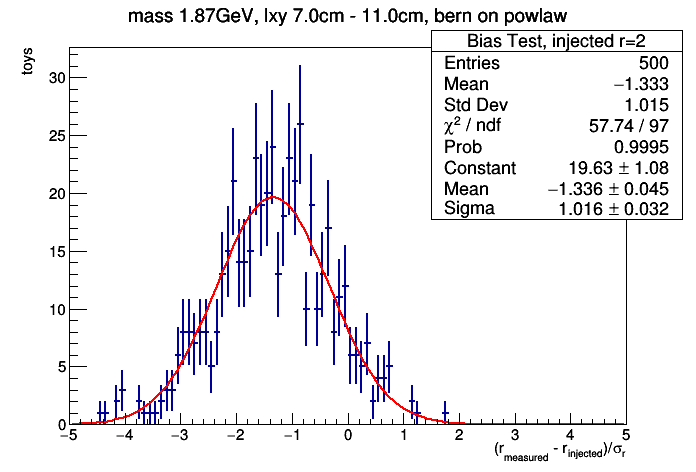 mass 1.87GeV, lxy 7.0cm - 11.0cm, bern on powlaw
toys
Bias Test, injected r=2
Entries 500
Mean −1.333
Std Dev 1.015
χ² / ndf 57.74 / 97
Prob 0.9995
Constant 19.63 ± 1.08
Mean −1.336 ± 0.045
Sigma 1.016 ± 0.032
30
25
20
15
10
5
0
−5 −4 −3 −2 −1 0 1 2 3 4 5
(r_measured - r_injected)/σ_r